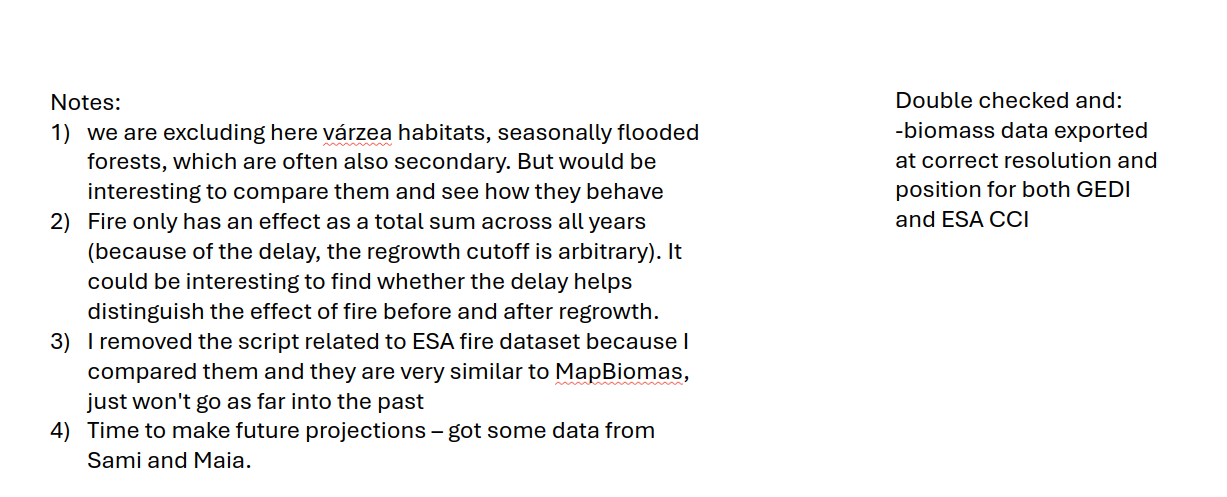 Notes:
1) we are excluding here várzea habitats, seasonally flooded
forests, which are often also secondary. But would be
interesting to compare them and see how they behave
2) Fire only has an effect as a total sum across all years
(because of the delay, the regrowth cutoff is arbitrary). It
could be interesting to find whether the delay helps
distinguish the effect of fire before and after regrowth.
3) I removed the script related to ESA fire dataset because I
compared them and they are very similar to MapBiomas,
just won't go as far into the past
4) Time to make future projections – got some data from
Sami and Maia.
Double checked and:
-biomass data exported
at correct resolution and
position for both GEDI
and ESA CCI